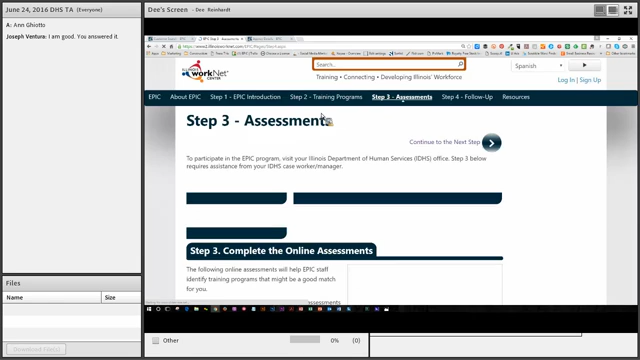 June 24, 2016 DHS TA (Everyone)
A: Ann Ghiotto
Joseph Ventura: I am good. You answered it.
Dee's Screen - Dee Reinhardt
ILLINOIS
workNet
CENTER
Search...
Spanish
Training • Connecting • Developing Illinois' Workforce
Log In | Sign Up
EPIC About EPIC Step 1 - EPIC Introduction Step 2 - Training Programs Step 3 - Assessments Step 4 - Follow-Up Resources
Step 3 - Assessments
Continue to the Next Step
To participate in the EPIC program, visit your Illinois Department of Human Services (IDHS) office. Step 3 below
requires assistance from your IDHS case worker/manager.
Step 3. Complete the Online Assessments
The following online assessments will help EPIC staff
identify training programs that might be a good match
for you.
assessments
Files
Name Size
Download File(s)
Other 0% (0)